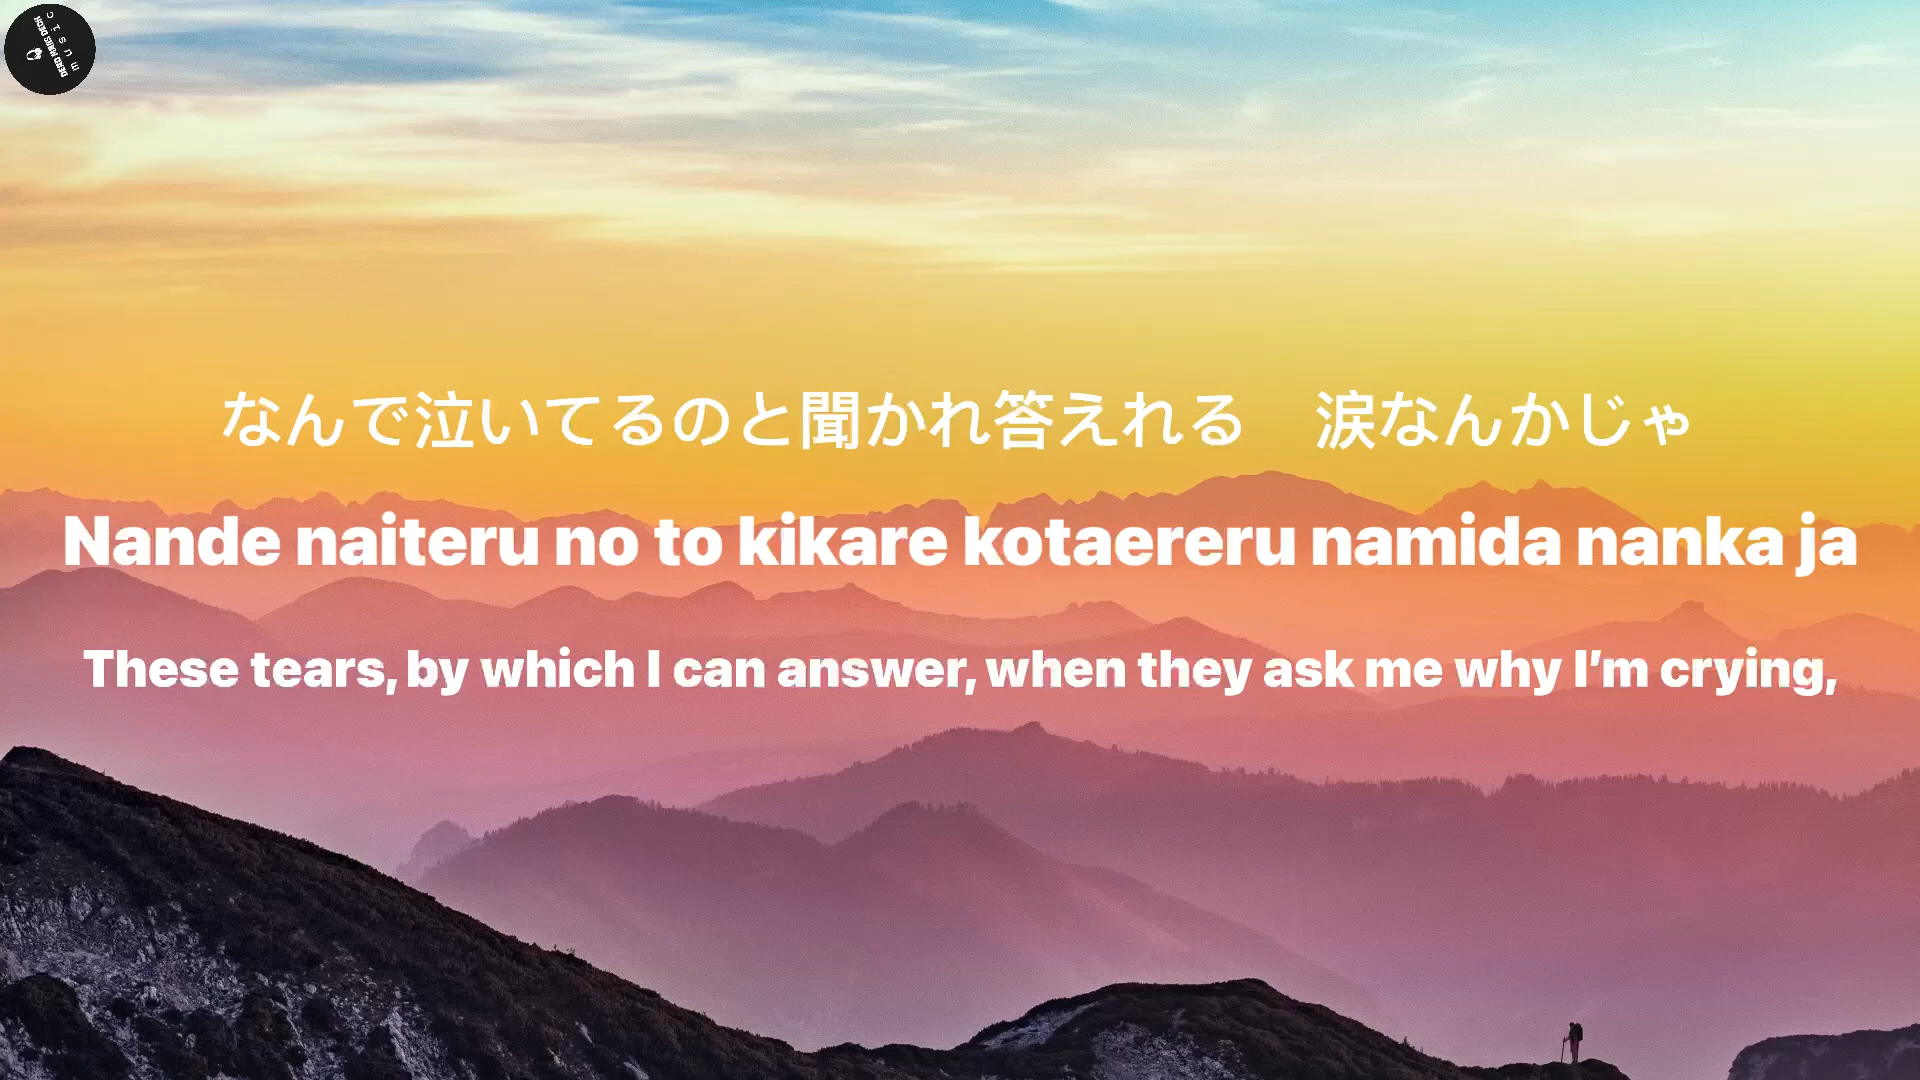 なんで泣いてるのと聞かれ答えれる　涙なんかじゃ
Nande naiteru no to kikare kotaereru namida nanka ja
These tears, by which I can answer, when they ask me why I'm crying,
music